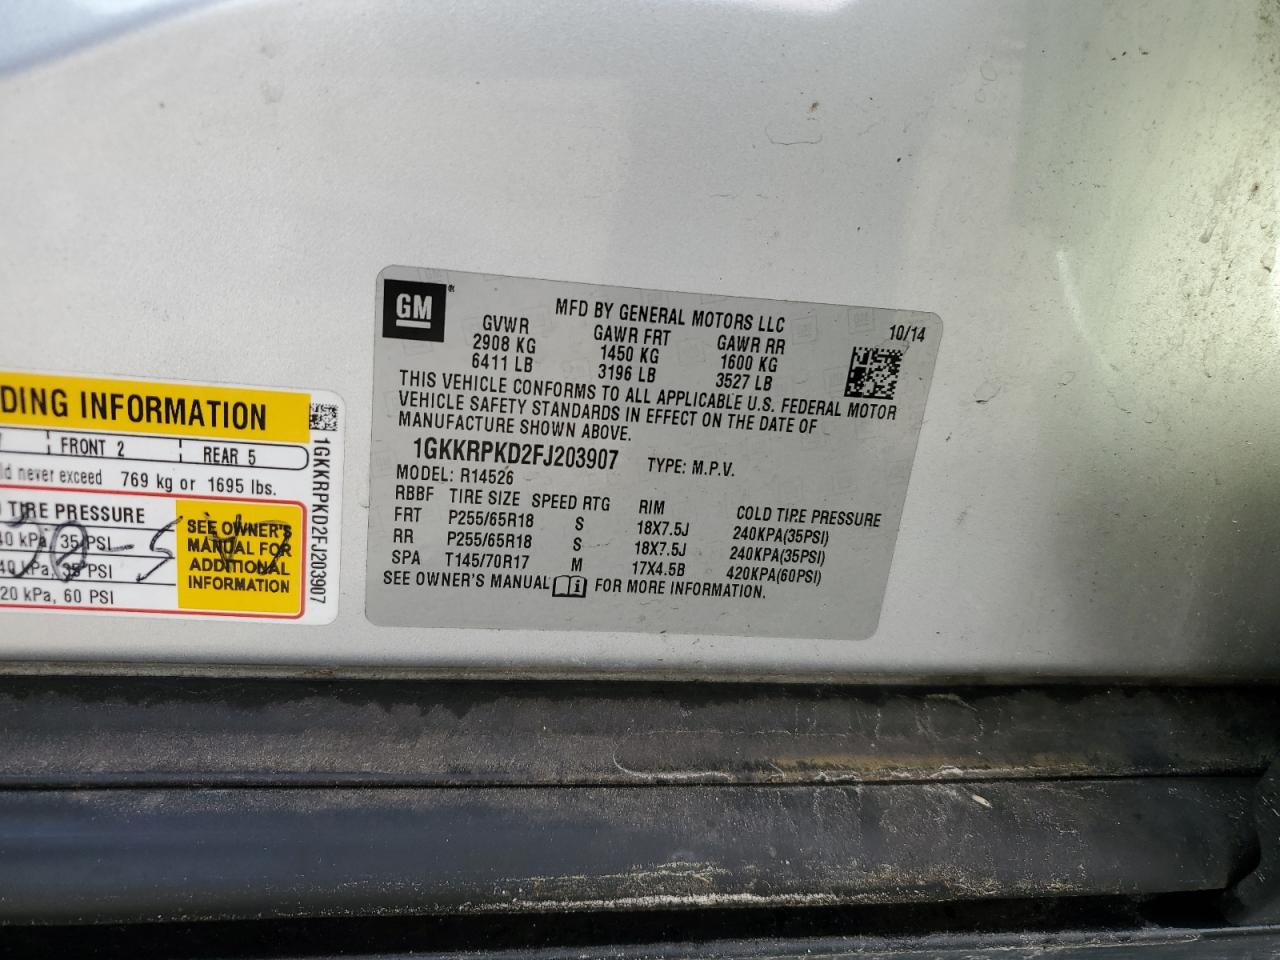 GM ®
MFD BY GENERAL MOTORS LLC
10/14
GVWR GAWR FRT GAWR RR
2908 KG 1450 KG 1600 KG
6411 LB 3196 LB 3527 LB
THIS VEHICLE CONFORMS TO ALL APPLICABLE U.S. FEDERAL MOTOR
VEHICLE SAFETY STANDARDS IN EFFECT ON THE DATE OF
MANUFACTURE SHOWN ABOVE.
1GKKRPKD2FJ203907 TYPE: M.P.V.
MODEL: R14526
RBBF TIRE SIZE SPEED RTG RIM COLD TIRE PRESSURE
FRT P255/65R18 S 18X7.5J 240KPA(35PSI)
RR P255/65R18 S 18X7.5J 240KPA(35PSI)
SPA T145/70R17 M 17X4.5B 420KPA(60PSI)
SEE OWNER'S MANUAL FOR MORE INFORMATION.
DING INFORMATION
FRONT 2 REAR 5
ld never exceed 769 kg or 1695 lbs.
TIRE PRESSURE
40 kPa, 35 PSI
40 kPa, 35 PSI
20 kPa, 60 PSI
SEE OWNER'S
MANUAL FOR
ADDITIONAL
INFORMATION
1GKKRPKD2FJ203907